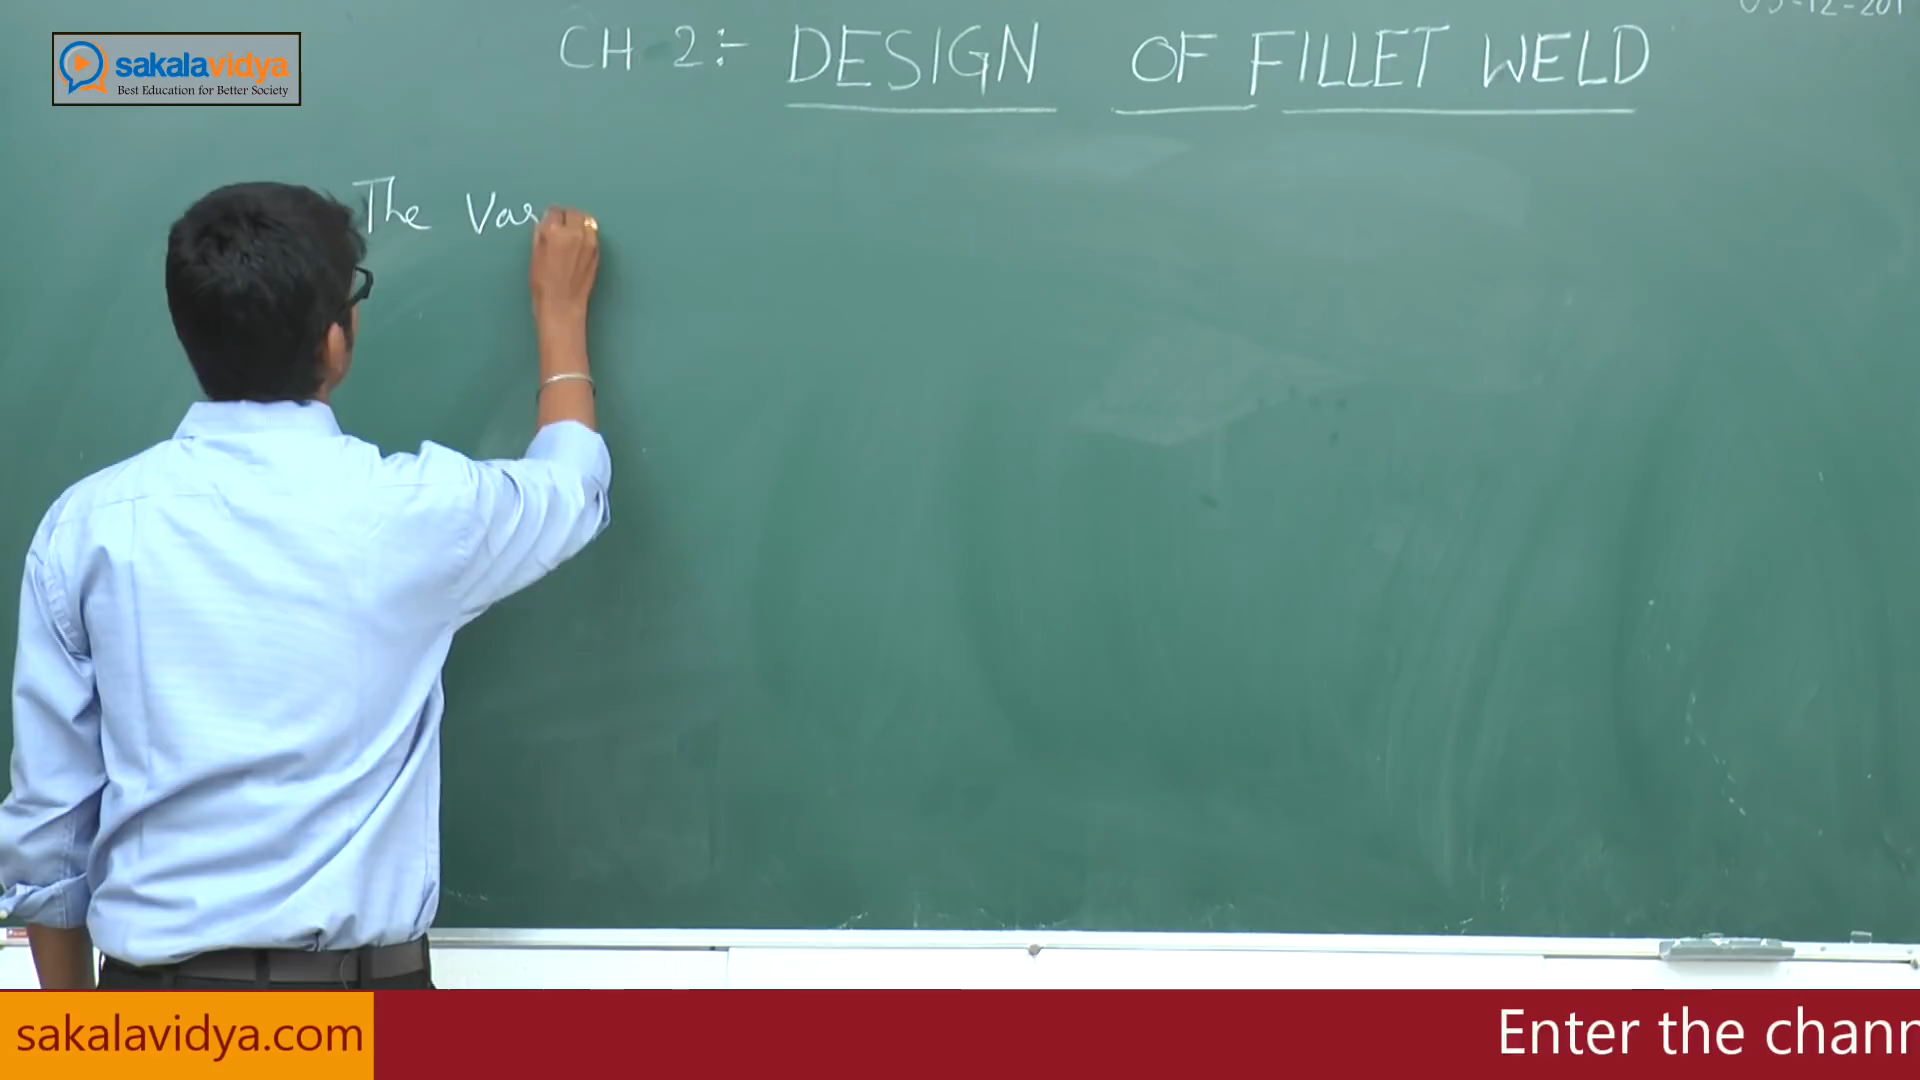 CH 2:- DESIGN OF FILLET WELD
sakalavidya
Best Education for Better Society
The Var
sakalavidya.com
Enter the chann